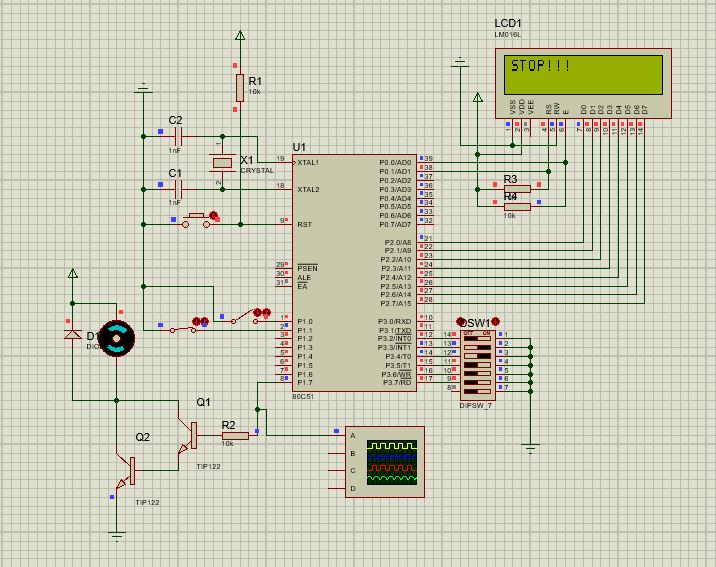 LCD1
LM016L
STOP!!!
VSS VDD VEE RS RW E D0 D1 D2 D3 D4 D5 D6 D7
1 2 3 4 5 6 7 8 9 10 11 12 13 14
R1
10k
C2
1nF
X1
CRYSTAL
1
2
C1
1nF
R3
R4
10k
U1
19 XTAL1
18 XTAL2
9 RST
29 PSEN
30 ALE
31 EA
1 P1.0
2 P1.1
3 P1.2
4 P1.3
5 P1.4
6 P1.5
7 P1.6
8 P1.7
P0.0/AD0 39
P0.1/AD1 38
P0.2/AD2 37
P0.3/AD3 36
P0.4/AD4 35
P0.5/AD5 34
P0.6/AD6 33
P0.7/AD7 32
P2.0/A8 21
P2.1/A9 22
P2.2/A10 23
P2.3/A11 24
P2.4/A12 25
P2.5/A13 26
P2.6/A14 27
P2.7/A15 28
P3.0/RXD 10
P3.1/TXD 11
P3.2/INT0 12
P3.3/INT1 13
P3.4/T0 14
P3.5/T1 15
P3.6/WR 16
P3.7/RD 17
80C51
DSW1
OFF ON
14 1
13 2
12 3
11 4
10 5
9 6
8 7
DIPSW_7
D1
DIO
Q1
TIP122
R2
10k
Q2
TIP122
A
B
C
D